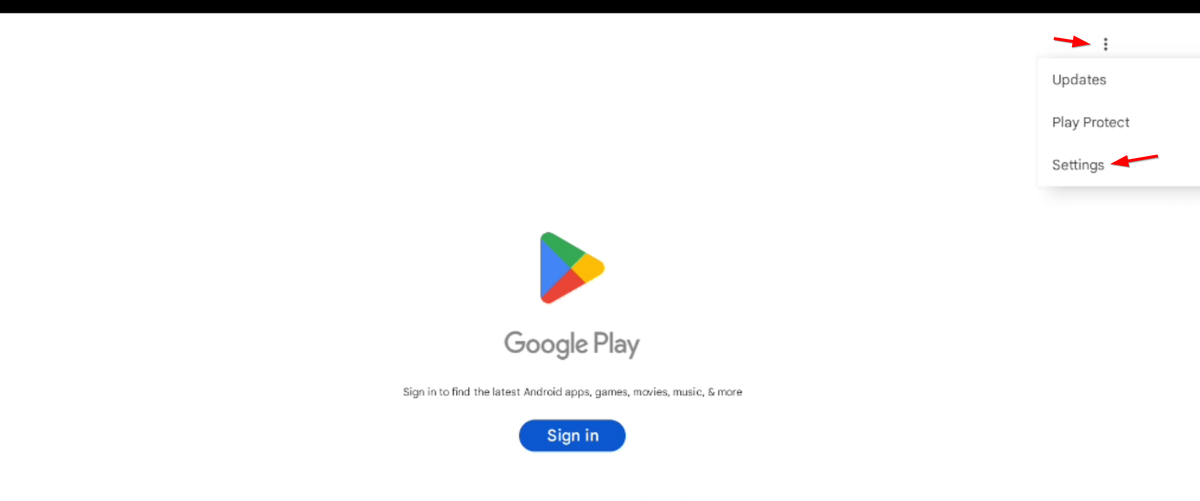 Updates
Play Protect
Settings
Google Play
Sign in to find the latest Android apps, games, movies, music, & more
Sign in